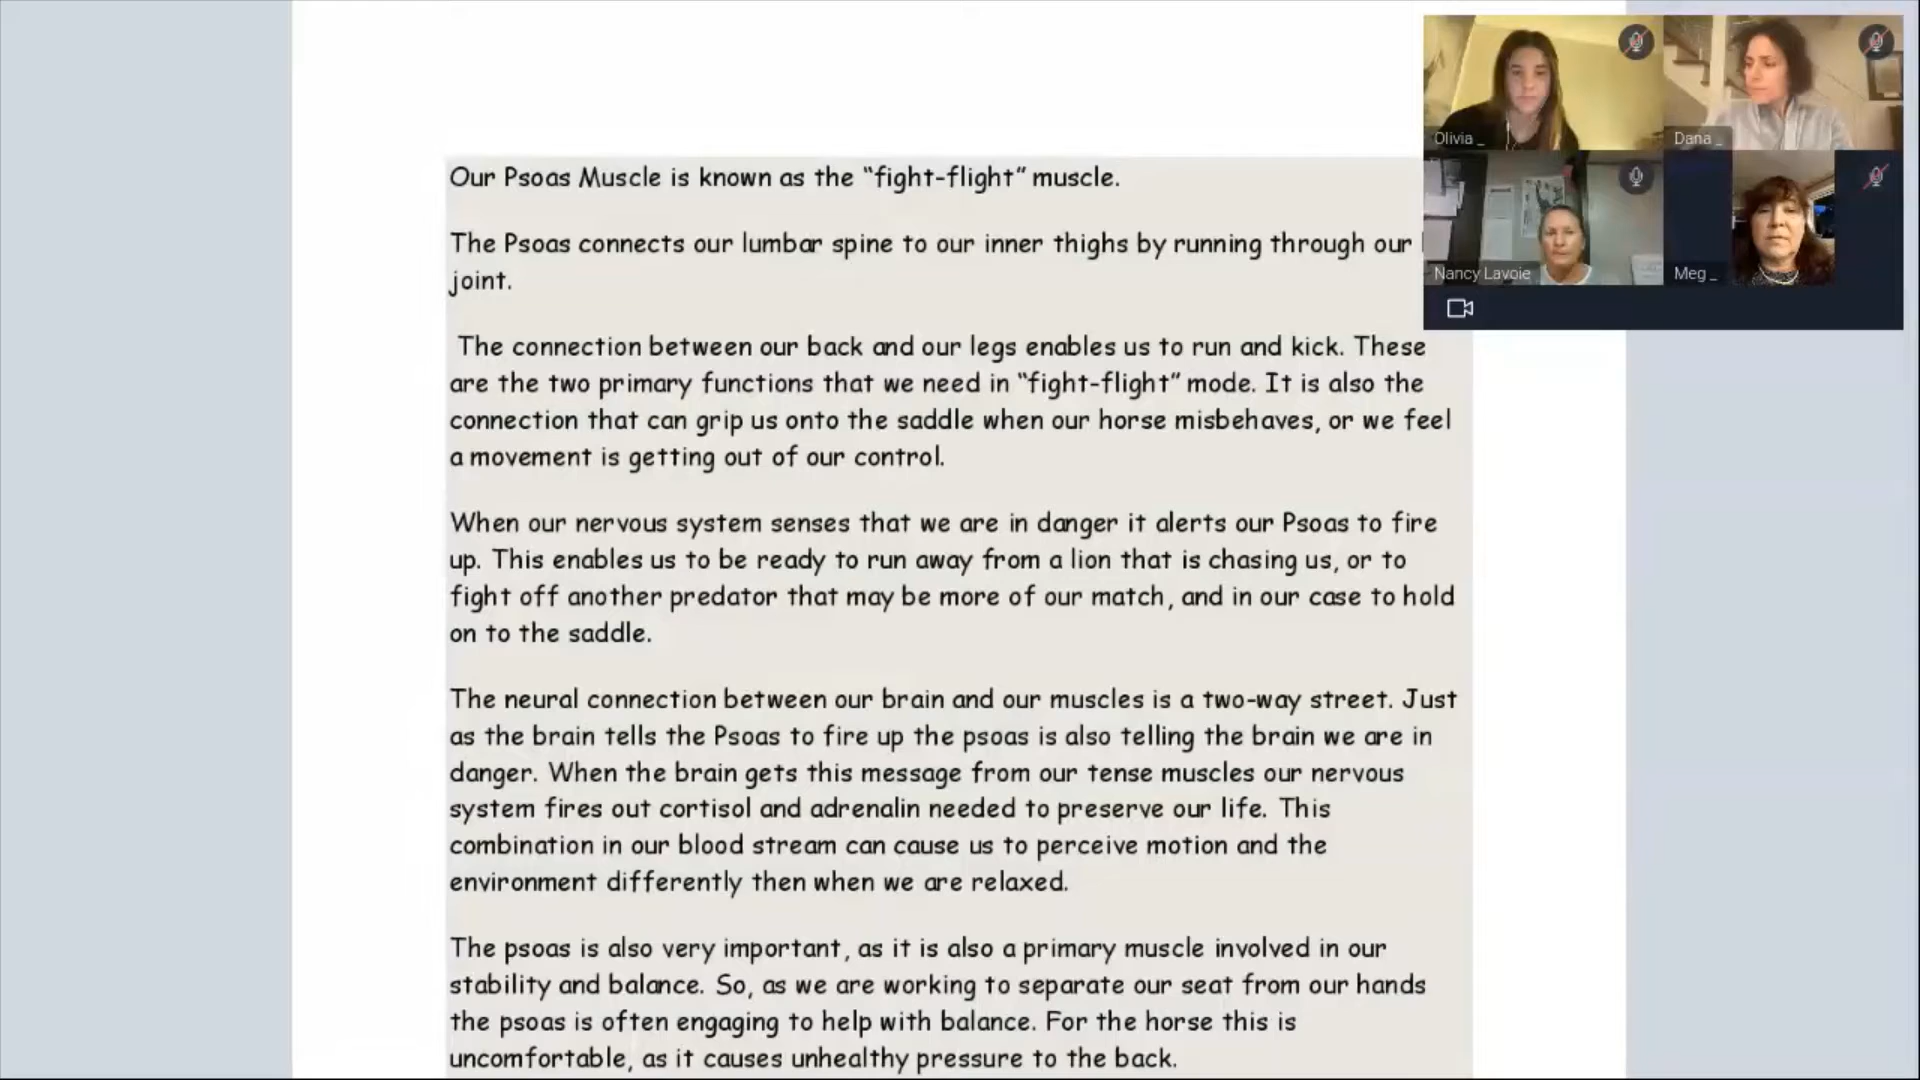 Our Psoas Muscle is known as the “fight-flight” muscle.
The Psoas connects our lumbar spine to our inner thighs by running through our
joint.
The connection between our back and our legs enables us to run and kick. These
are the two primary functions that we need in “fight-flight” mode. It is also the
connection that can grip us onto the saddle when our horse misbehaves, or we feel
a movement is getting out of our control.
When our nervous system senses that we are in danger it alerts our Psoas to fire
up. This enables us to be ready to run away from a lion that is chasing us, or to
fight off another predator that may be more of our match, and in our case to hold
on to the saddle.
The neural connection between our brain and our muscles is a two-way street. Just
as the brain tells the Psoas to fire up the psoas is also telling the brain we are in
danger. When the brain gets this message from our tense muscles our nervous
system fires out cortisol and adrenalin needed to preserve our life. This
combination in our blood stream can cause us to perceive motion and the
environment differently then when we are relaxed.
The psoas is also very important, as it is also a primary muscle involved in our
stability and balance. So, as we are working to separate our seat from our hands
the psoas is often engaging to help with balance. For the horse this is
uncomfortable, as it causes unhealthy pressure to the back.
Olivia _
Dana _
Nancy Lavoie
Meg _